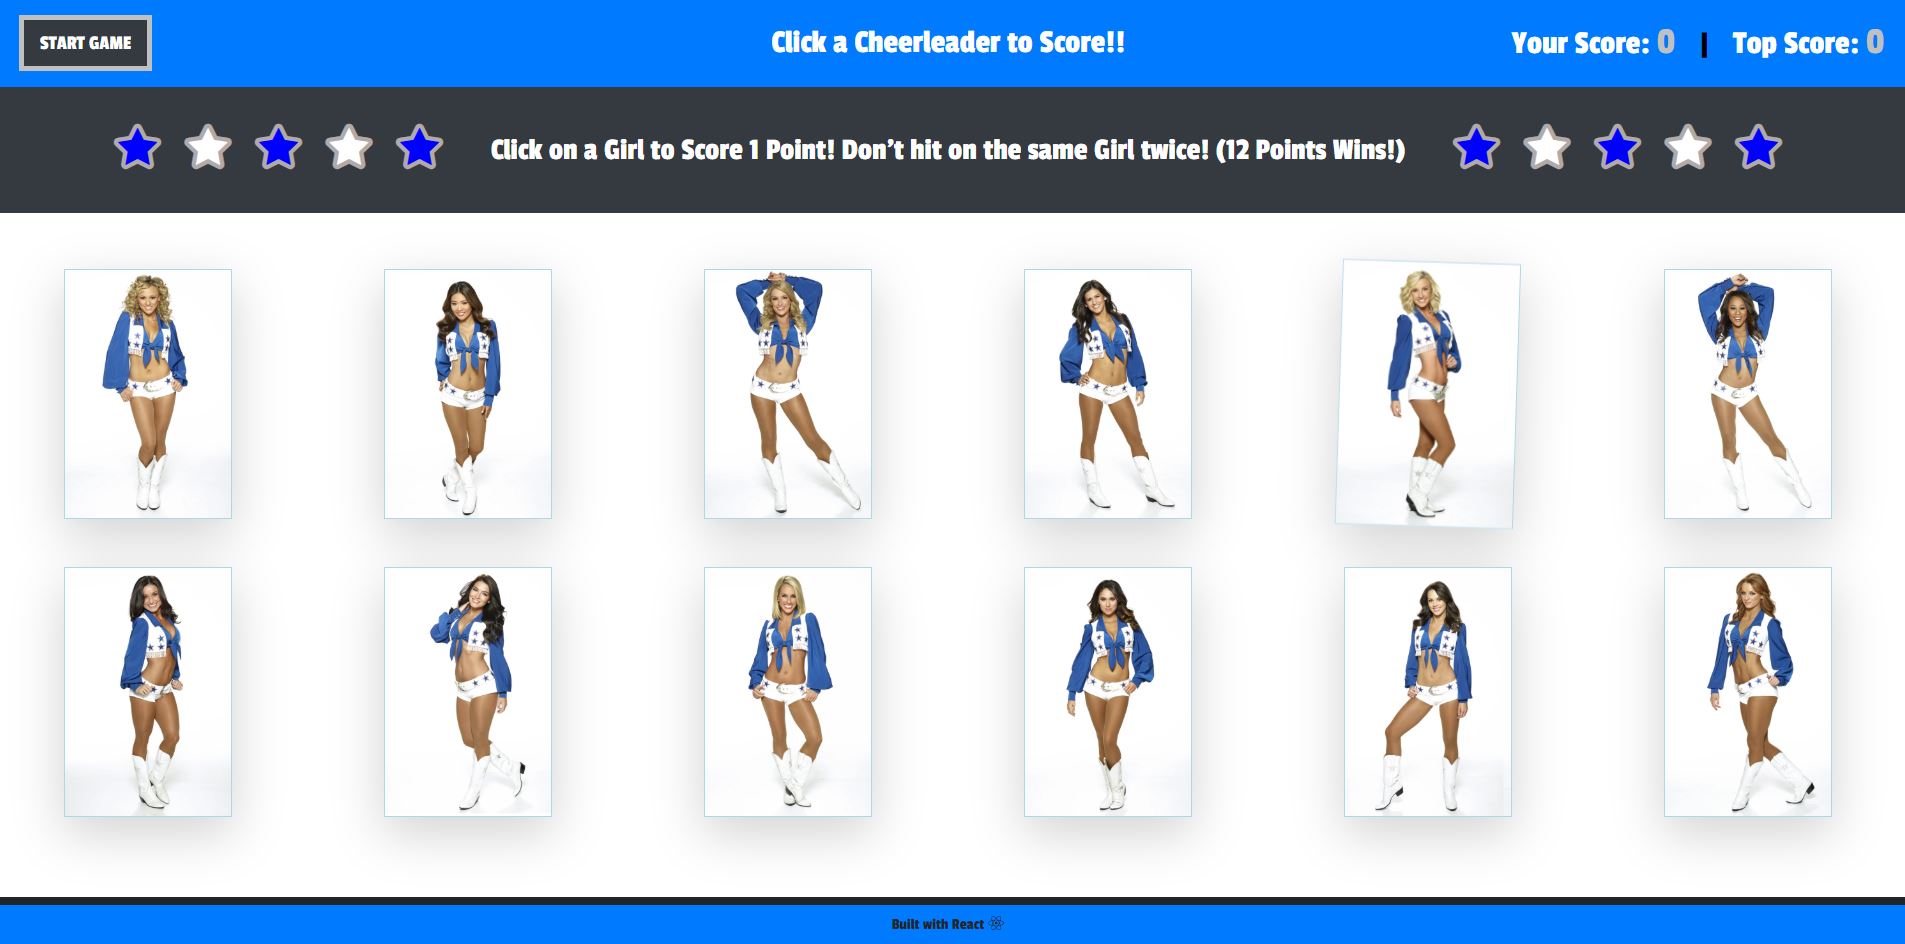 START GAME
Click a Cheerleader to Score!!
Your Score: 0 | Top Score: 0
Click on a Girl to Score 1 Point! Don't hit on the same Girl twice! (12 Points Wins!)
Built with React